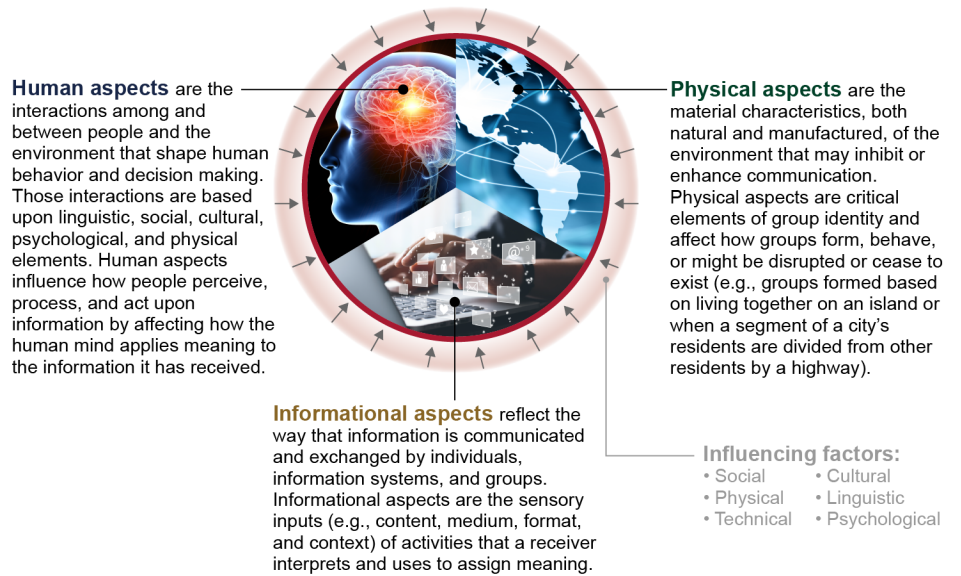 Human aspects are the
interactions among and
between people and the
environment that shape human
behavior and decision making.
Those interactions are based
upon linguistic, social, cultural,
psychological, and physical
elements. Human aspects
influence how people perceive,
process, and act upon
information by affecting how the
human mind applies meaning to
the information it has received.
Physical aspects are the
material characteristics, both
natural and manufactured, of the
environment that may inhibit or
enhance communication.
Physical aspects are critical
elements of group identity and
affect how groups form, behave,
or might be disrupted or cease to
exist (e.g., groups formed based
on living together on an island or
when a segment of a city's
residents are divided from other
residents by a highway).
Informational aspects reflect the
way that information is communicated
and exchanged by individuals,
information systems, and groups.
Informational aspects are the sensory
inputs (e.g., content, medium, format,
and context) of activities that a receiver
interprets and uses to assign meaning.
Influencing factors:
• Social
• Physical
• Technical
• Cultural
• Linguistic
• Psychological